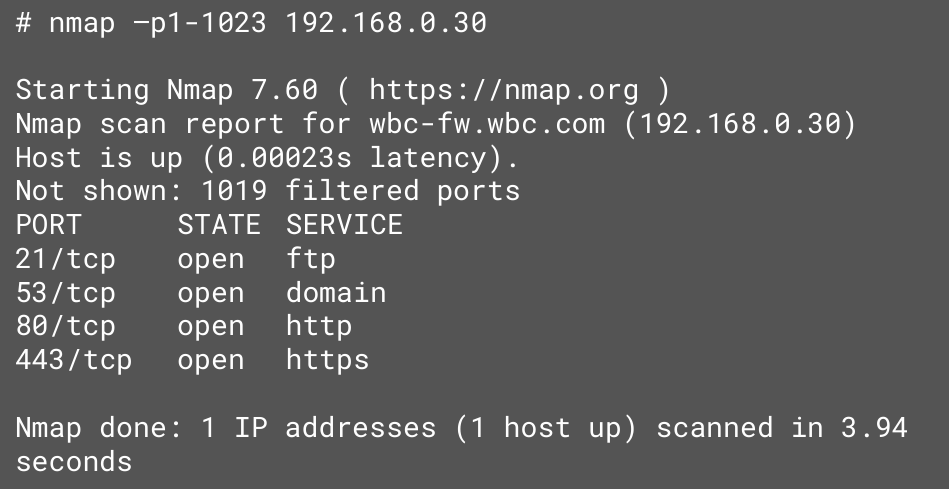 # nmap –p1-1023 192.168.0.30
Starting Nmap 7.60 ( https://nmap.org )
Nmap scan report for wbc-fw.wbc.com (192.168.0.30)
Host is up (0.00023s latency).
Not shown: 1019 filtered ports
PORT STATE SERVICE
21/tcp open ftp
53/tcp open domain
80/tcp open http
443/tcp open https
Nmap done: 1 IP addresses (1 host up) scanned in 3.94
seconds